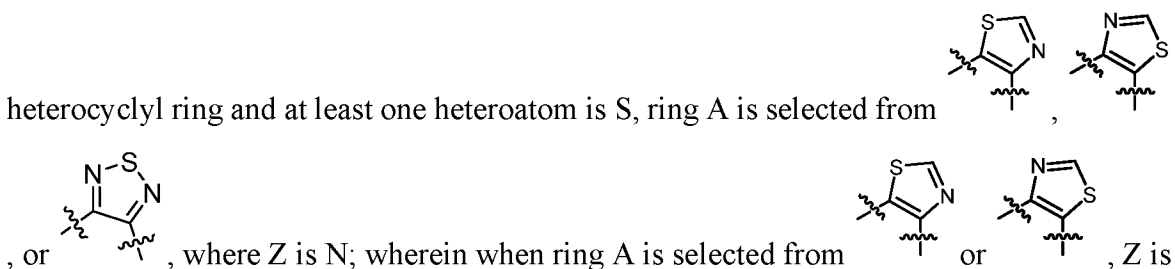 heterocyclyl ring and at least one heteroatom is S, ring A is selected from S N , N S
, or N S N , where Z is N; wherein when ring A is selected from S N or N S , Z is